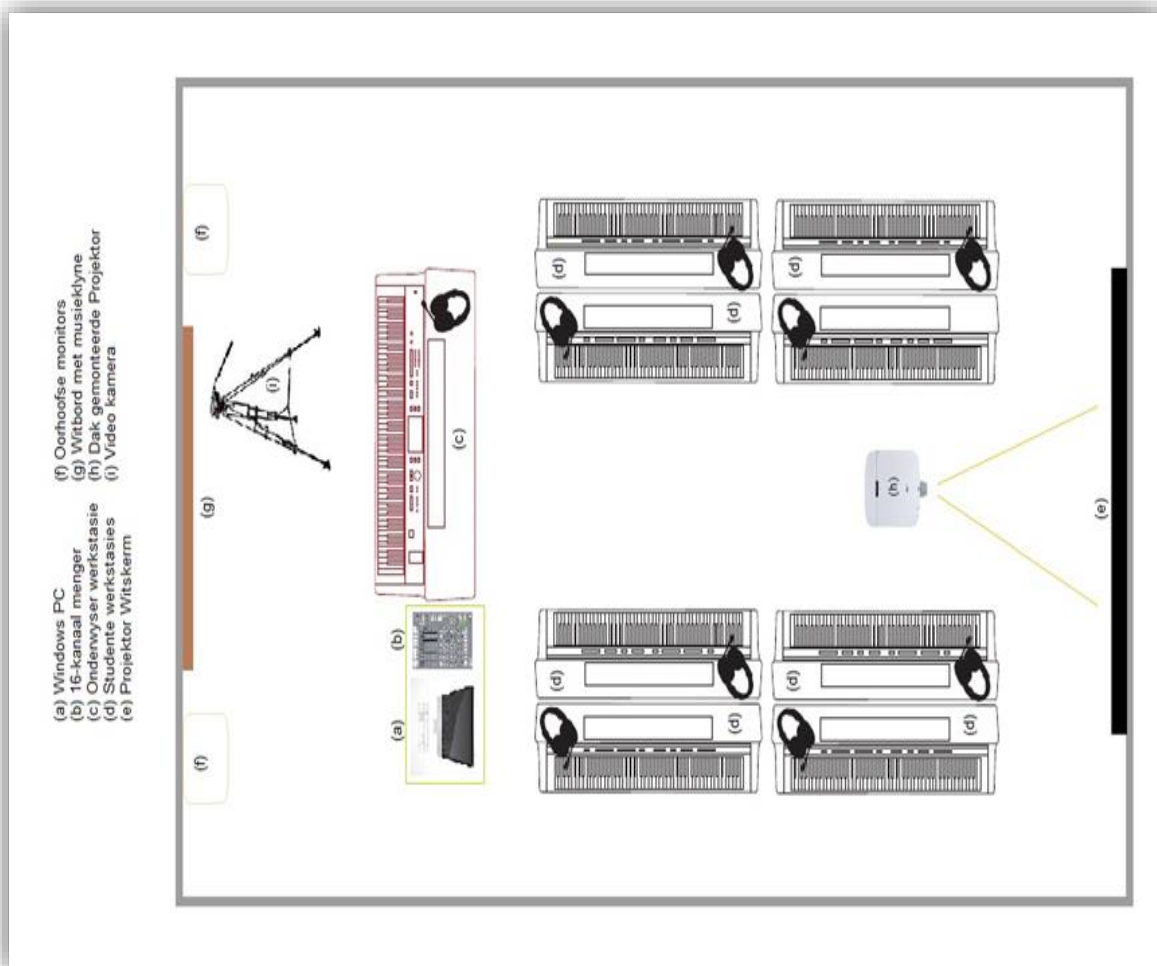 (a) Windows PC
(b) 16-kanaal menger
(c) Onderwyser werkstasie
(d) Studente werkstasies
(e) Projektor Witskerm
(f) Oorhoofse monitors
(g) Witbord met musieklyne
(h) Dak gemonteerde Projektor
(i) Video kamera
(f)
(g)
(f)
(i)
(a)
(b)
(c)
(d)
(d)
(d)
(d)
(d)
(d)
(h)
(d)
(e)